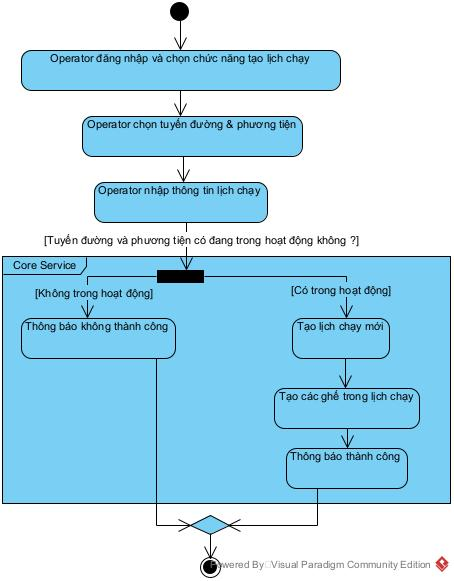 Operator đăng nhập và chọn chức năng tạo lịch chạy
Operator chọn tuyến đường & phương tiện
Operator nhập thông tin lịch chạy
[Tuyến đường và phương tiện có đang trong hoạt động không ?]
Core Service
[Không trong hoạt động]
[Có trong hoạt động]
Thông báo không thành công
Tạo lịch chạy mới
Tạo các ghế trong lịch chạy
Thông báo thành công
Powered By Visual Paradigm Community Edition